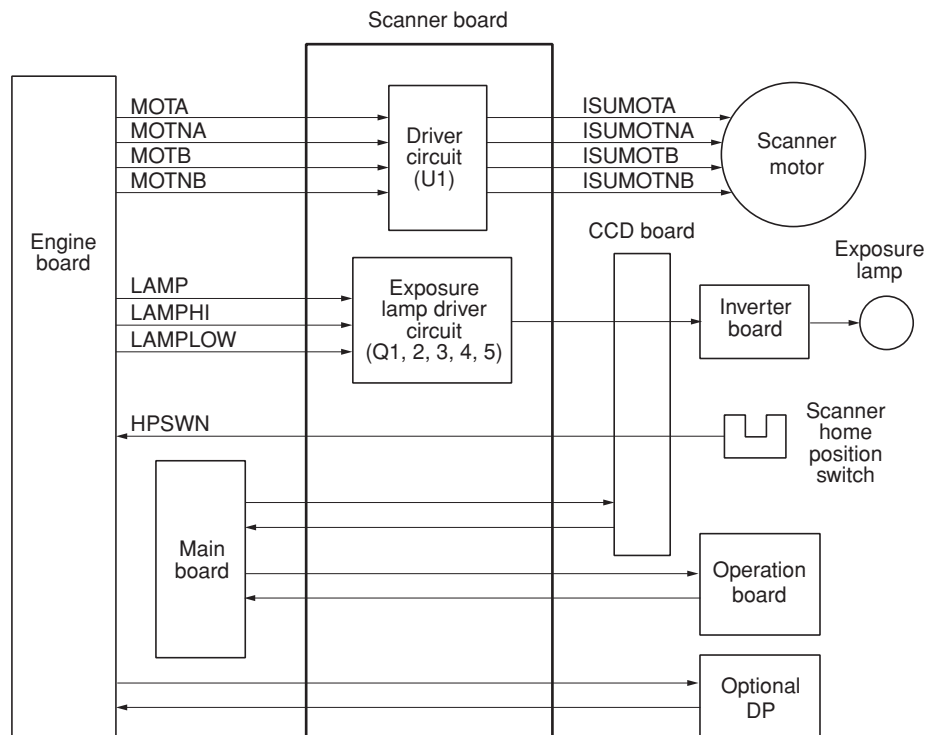 Scanner board
MOTA
MOTNA
MOTB
MOTNB
Driver
circuit
(U1)
ISUMOTA
ISUMOTNA
ISUMOTB
ISUMOTNB
Scanner
motor
Engine
board
CCD board
LAMP
LAMPHI
LAMPLOW
Exposure
lamp driver
circuit
(Q1, 2, 3, 4, 5)
Inverter
board
Exposure
lamp
HPSWN
Scanner
home
position
switch
Main
board
Operation
board
Optional
DP